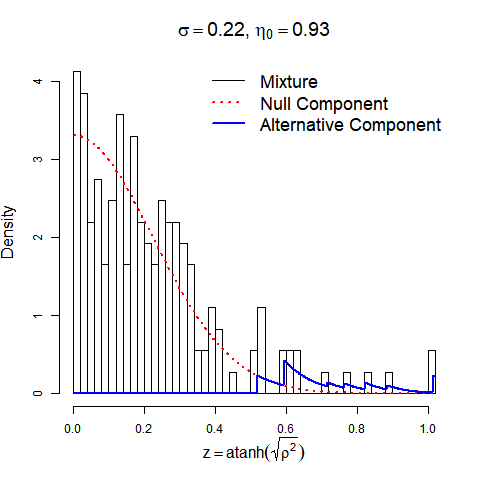 σ = 0.22, η₀ = 0.93
Mixture
Null Component
Alternative Component
Density
4
3
2
1
0
0.0 0.2 0.4 0.6 0.8 1.0
z = atanh(√ρ²)